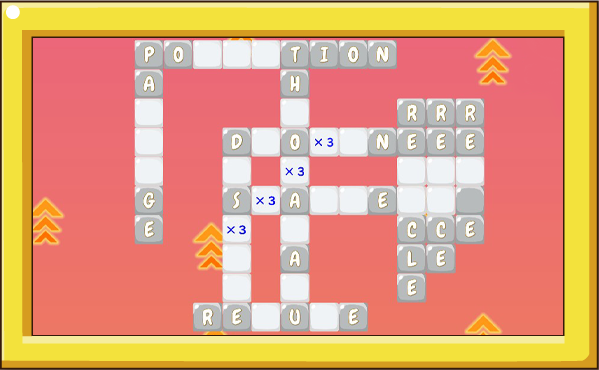 P O T I O N
A H
R R R
D O ×3 N E E E
×3
G S ×3 A E
E ×3 C C E
A L E
E
R E U E